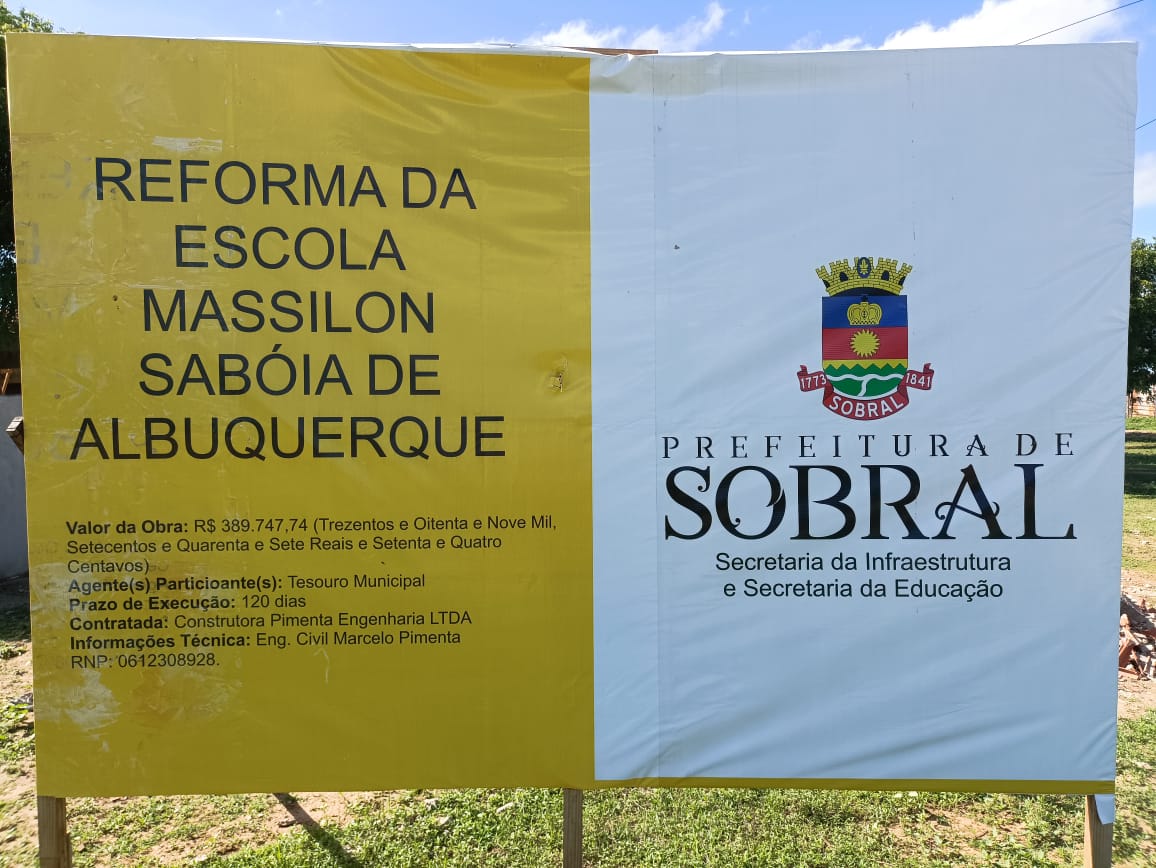 REFORMA DA
ESCOLA
MASSILON
SABÓIA DE
ALBUQUERQUE
Valor da Obra: R$ 389.747,74 (Trezentos e Oitenta e Nove Mil,
Setecentos e Quarenta e Sete Reais e Setenta e Quatro
Centavos)
Agente(s) Participante(s): Tesouro Municipal
Prazo de Execução: 120 dias
Contratada: Construtora Pimenta Engenharia LTDA
Informações Técnica: Eng. Civil Marcelo Pimenta
RNP: 0612308928.
1773 1841
SOBRAL
PREFEITURA DE
SOBRAL
Secretaria da Infraestrutura
e Secretaria da Educação